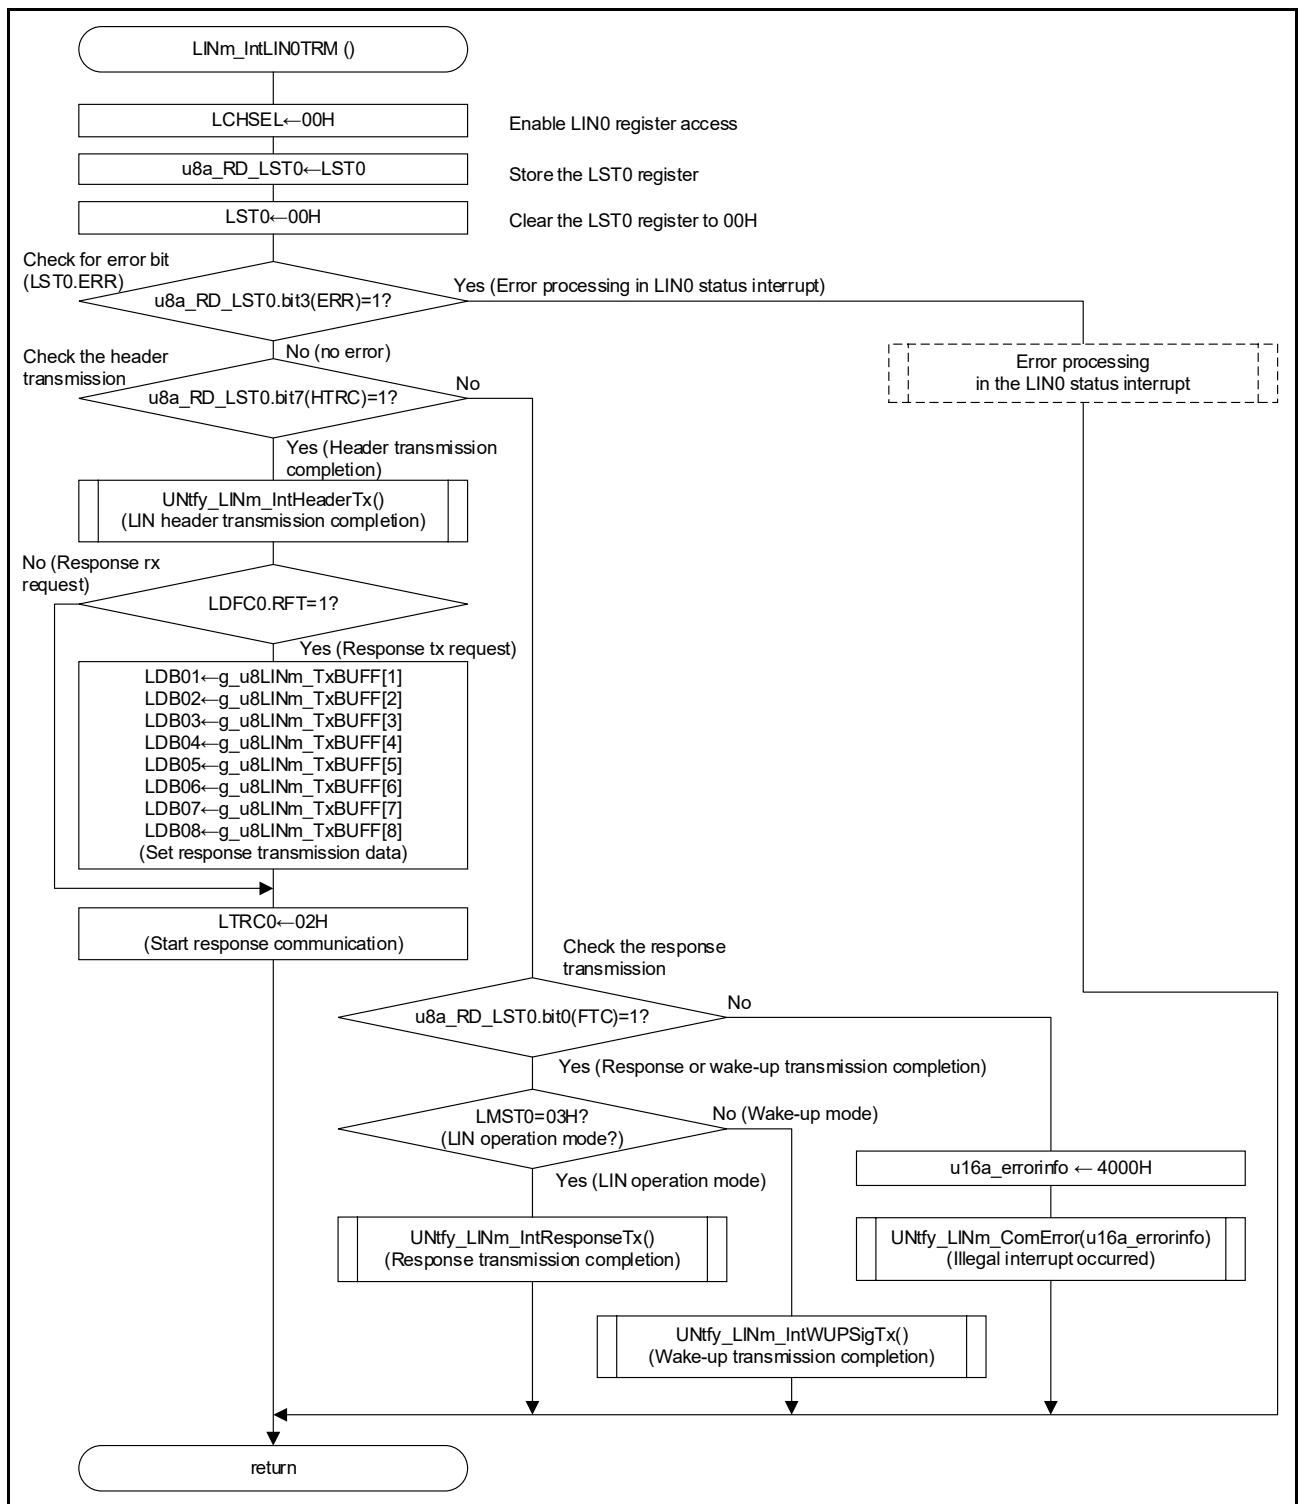 LINm_IntLIN0TRM ()
LCHSEL←00H
Enable LIN0 register access
u8a_RD_LST0←LST0
Store the LST0 register
LST0←00H
Clear the LST0 register to 00H
Check for error bit
(LST0.ERR)
u8a_RD_LST0.bit3(ERR)=1?
Yes (Error processing in LIN0 status interrupt)
No (no error)
Error processing
in the LIN0 status interrupt
Check the header
transmission
u8a_RD_LST0.bit7(HTRC)=1?
No
Yes (Header transmission
completion)
UNtfy_LINm_IntHeaderTx()
(LIN header transmission completion)
No (Response rx
request)
LDFC0.RFT=1?
Yes (Response tx request)
LDB01←g_u8LINm_TxBUFF[1]
LDB02←g_u8LINm_TxBUFF[2]
LDB03←g_u8LINm_TxBUFF[3]
LDB04←g_u8LINm_TxBUFF[4]
LDB05←g_u8LINm_TxBUFF[5]
LDB06←g_u8LINm_TxBUFF[6]
LDB07←g_u8LINm_TxBUFF[7]
LDB08←g_u8LINm_TxBUFF[8]
(Set response transmission data)
LTRC0←02H
(Start response communication)
Check the response
transmission
u8a_RD_LST0.bit0(FTC)=1?
No
Yes (Response or wake-up transmission completion)
LMST0=03H?
(LIN operation mode?)
No (Wake-up mode)
Yes (LIN operation mode)
u16a_errorinfo ← 4000H
UNtfy_LINm_IntResponseTx()
(Response transmission completion)
UNtfy_LINm_ComError(u16a_errorinfo)
(Illegal interrupt occurred)
UNtfy_LINm_IntWUPSigTx()
(Wake-up transmission completion)
return